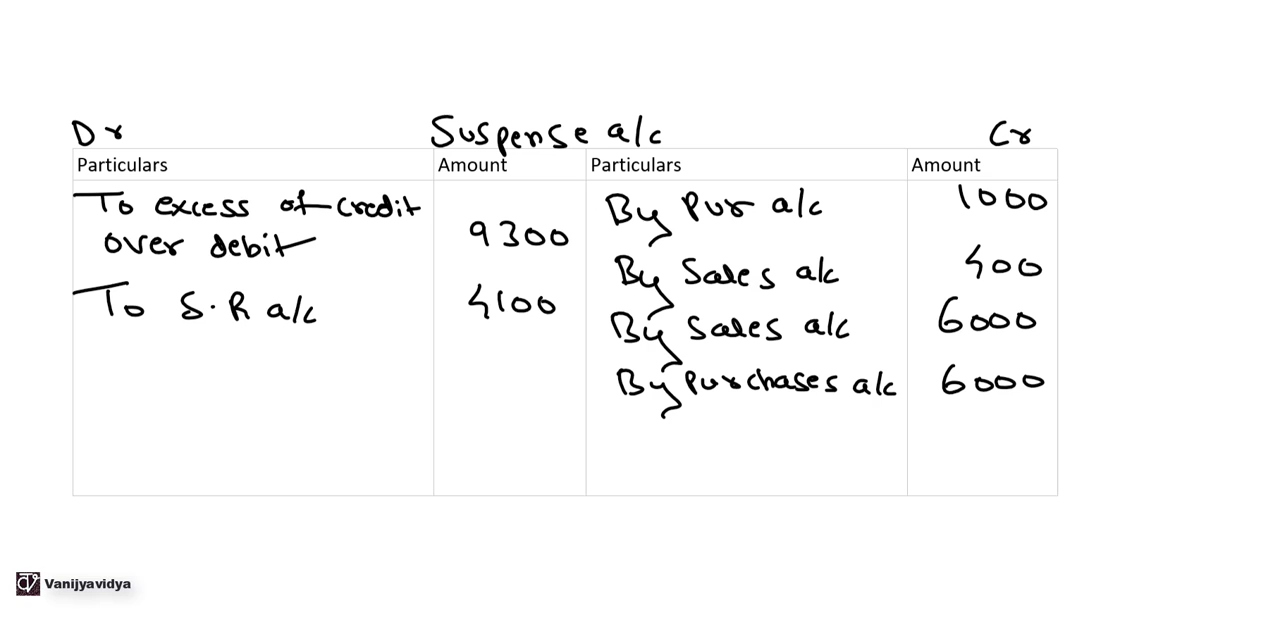 Dr Suspense a/c Cr
Particulars Amount Particulars Amount
To excess of credit
over debit 9300
To S.R a/c 4100
By Pur a/c 1000
By Sales a/c 400
By Sales a/c 6000
By Purchases a/c 6000
Vanijyavidya